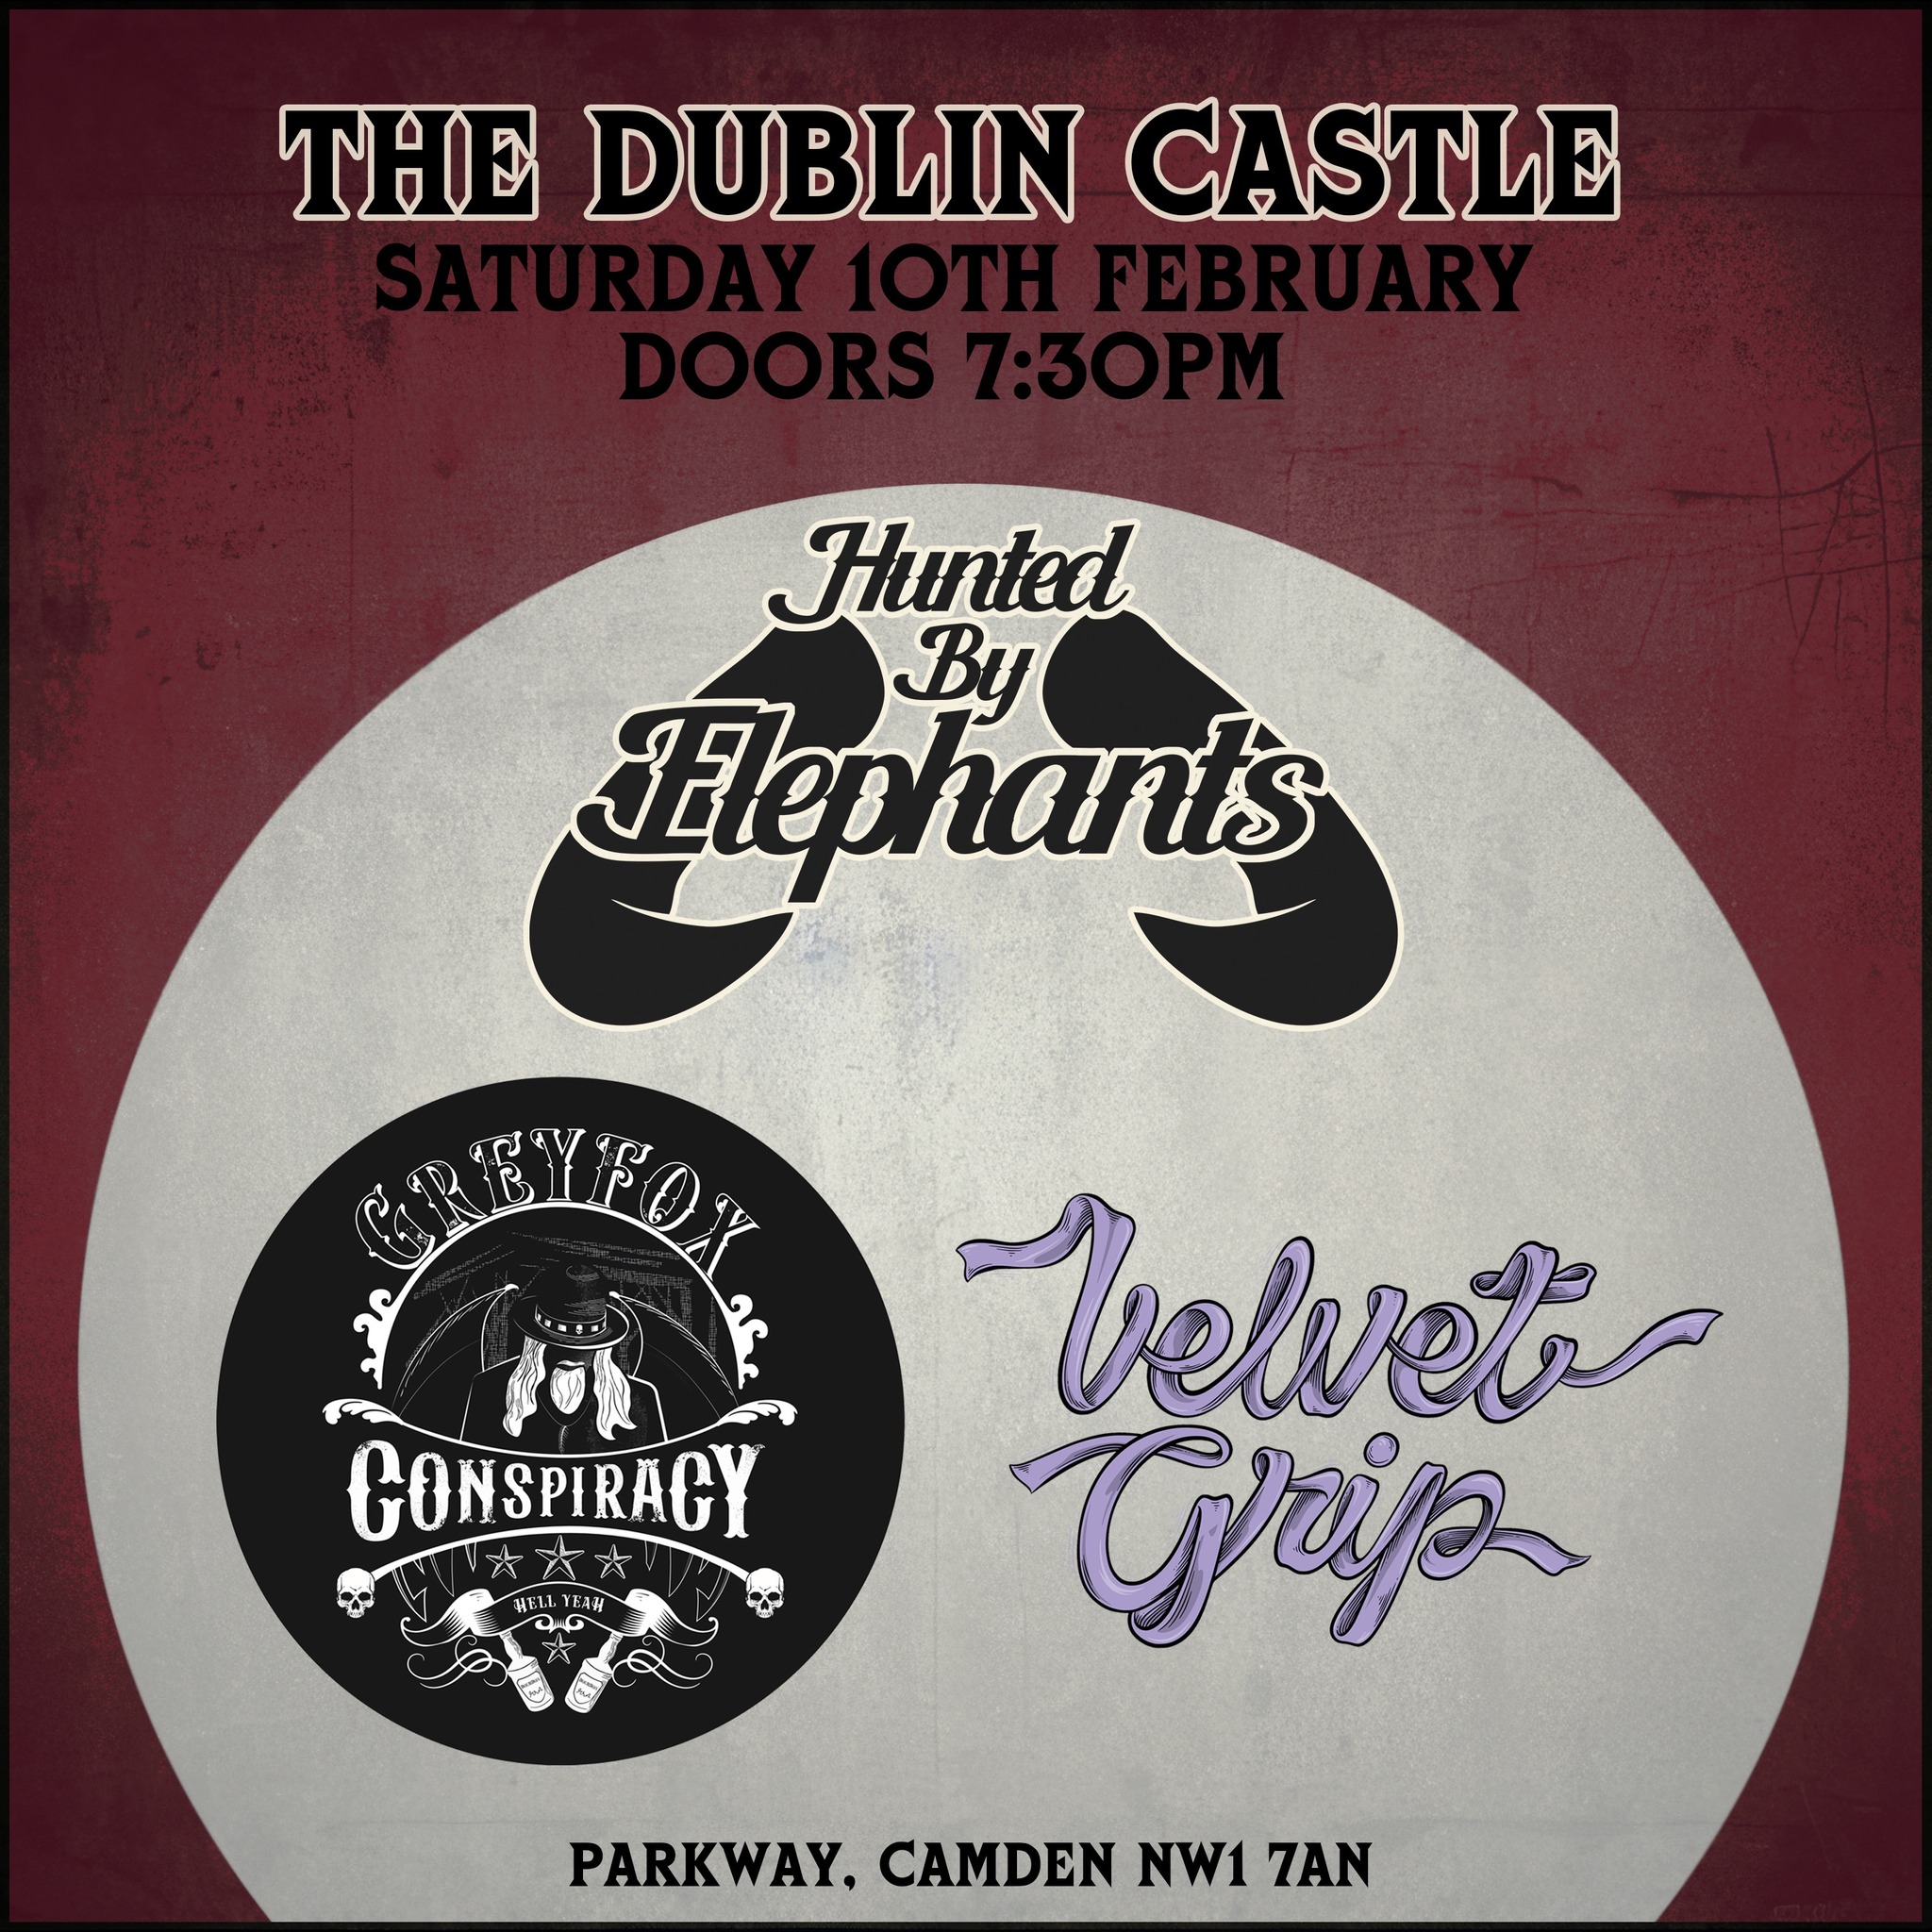 THE DUBLIN CASTLE
SATURDAY 10TH FEBRUARY
DOORS 7:30PM
Hunted
By
Elephants
GREYFOX
CONSPIRACY
HELL YEAH
Velvet
Grip
PARKWAY, CAMDEN NW1 7AN